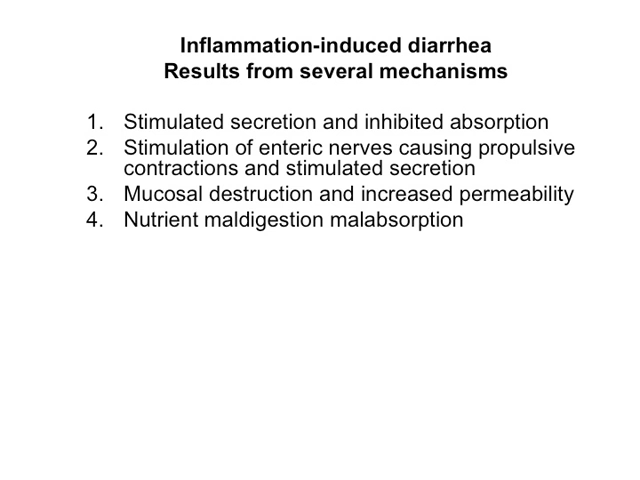 Inflammation-induced diarrhea
Results from several mechanisms
1. Stimulated secretion and inhibited absorption
2. Stimulation of enteric nerves causing propulsive
contractions and stimulated secretion
3. Mucosal destruction and increased permeability
4. Nutrient maldigestion malabsorption